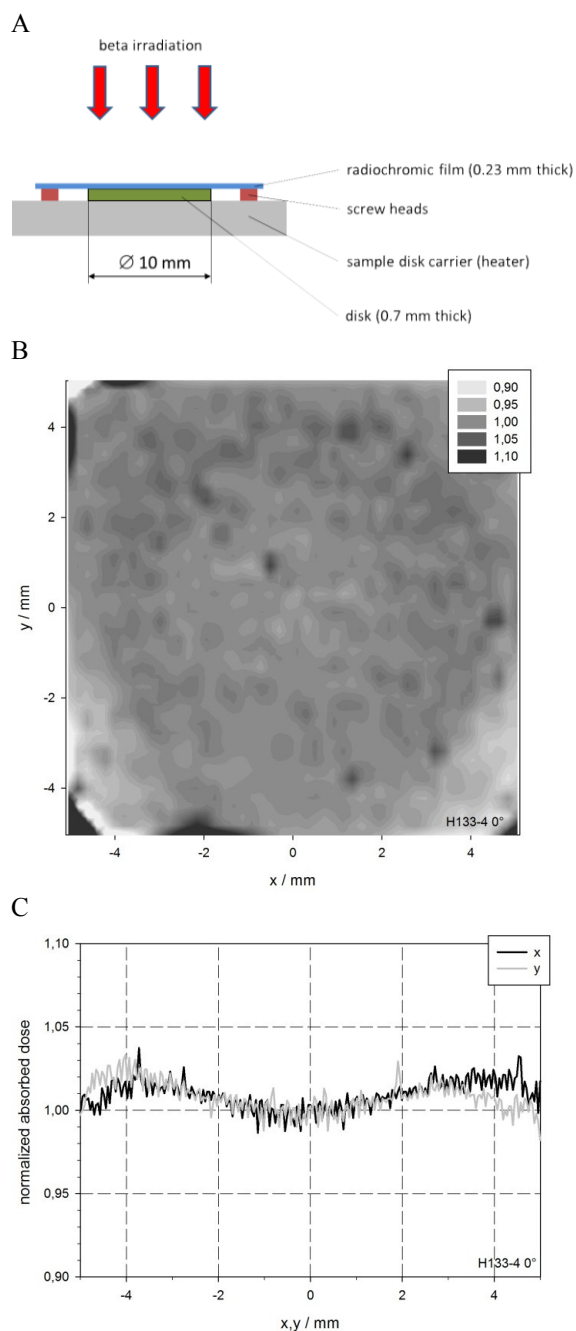 A
beta irradiation
radiochromic film (0.23 mm thick)
screw heads
sample disk carrier (heater)
∅ 10 mm
disk (0.7 mm thick)
B
0,90
0,95
1,00
1,05
1,10
4
2
0
-2
-4
y / mm
H133-4 0°
-4 -2 0 2 4
x / mm
C
1,10
1,05
1,00
0,95
0,90
normalized absorbed dose
x
y
H133-4 0°
-4 -2 0 2 4
x,y / mm